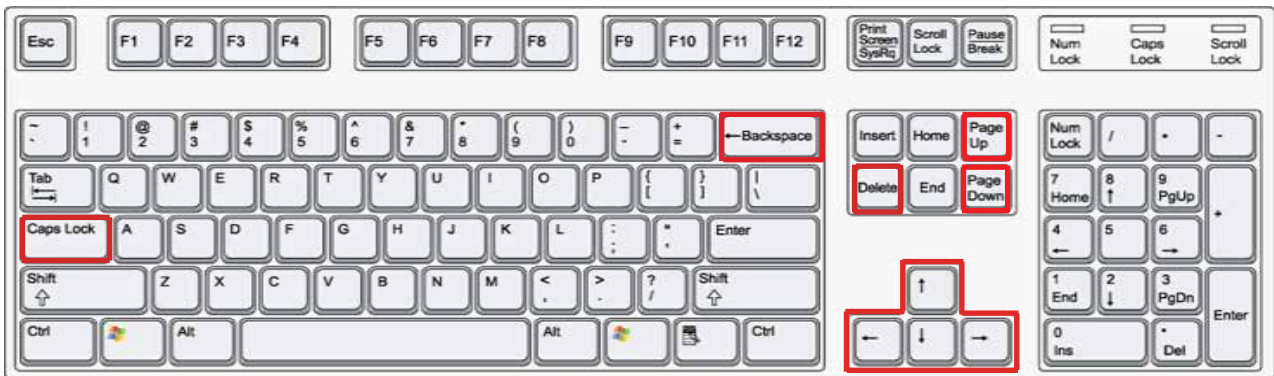 Esc F1 F2 F3 F4 F5 F6 F7 F8 F9 F10 F11 F12 Print Screen SysRq Scroll Lock Pause Break Num Lock Caps Lock Scroll Lock
~ ! @ # $ % ^ & * ( ) – +
- 1 2 3 4 5 6 7 8 9 0 - = ←Backspace Insert Home Page Up Num Lock / • -
Tab Q W E R T Y U I O P { [ } ] | \ Delete End Page Down 7 Home 8 ↑ 9 PgUp +
Caps Lock A S D F G H J K L : ; " ' Enter 4 ← 5 6 →
Shift Z X C V B N M < , > . ? / Shift ↑ 1 End 2 ↓ 3 PgDn Enter
Ctrl Alt Alt Ctrl ← ↓ → 0 Ins • Del